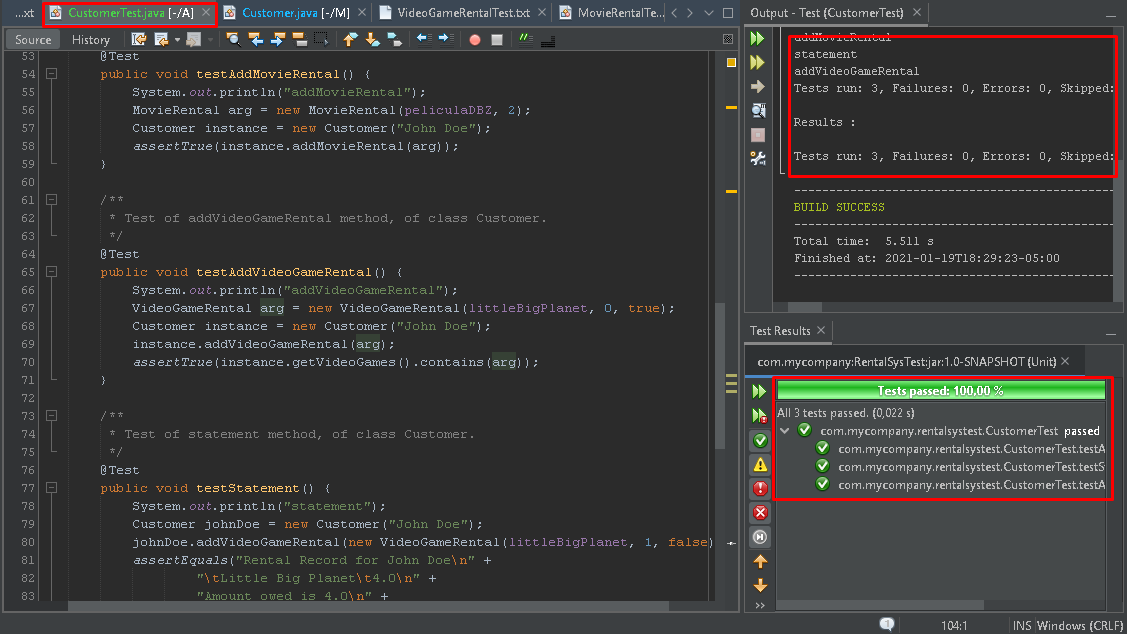 ...xt CustomerTest.java [-/A] Customer.java [-/M] VideoGameRentalTest.txt MovieRentalTe...
Source History
53 @Test
54 public void testAddMovieRental() {
55 System.out.println("addMovieRental");
56 MovieRental arg = new MovieRental(peliculaDBZ, 2);
57 Customer instance = new Customer("John Doe");
58 assertTrue(instance.addMovieRental(arg));
59 }
60
61 /**
62 * Test of addVideoGameRental method, of class Customer.
63 */
64 @Test
65 public void testAddVideoGameRental() {
66 System.out.println("addVideoGameRental");
67 VideoGameRental arg = new VideoGameRental(littleBigPlanet, 0, true);
68 Customer instance = new Customer("John Doe");
69 instance.addVideoGameRental(arg);
70 assertTrue(instance.getVideoGames().contains(arg));
71 }
72
73 /**
74 * Test of statement method, of class Customer.
75 */
76 @Test
77 public void testStatement() {
78 System.out.println("statement");
79 Customer johnDoe = new Customer("John Doe");
80 johnDoe.addVideoGameRental(new VideoGameRental(littleBigPlanet, 1, false)
81 assertEquals("Rental Record for John Doe\n" +
82 "\tLittle Big Planet\t4.0\n" +
83 "Amount owed is 4.0\n" +
Output - Test (CustomerTest)
addMovieRental
statement
addVideoGameRental
Tests run: 3, Failures: 0, Errors: 0, Skipped:
Results :
Tests run: 3, Failures: 0, Errors: 0, Skipped:
------------------------------------------------------------------------
BUILD SUCCESS
------------------------------------------------------------------------
Total time: 5.511 s
Finished at: 2021-01-19T18:29:23-05:00
------------------------------------------------------------------------
Test Results
com.mycompany:RentalSysTest:jar:1.0-SNAPSHOT (Unit)
Tests passed: 100,00 %
All 3 tests passed. (0,022 s)
com.mycompany.rentalsystest.CustomerTest passed
com.mycompany.rentalsystest.CustomerTest.testA
com.mycompany.rentalsystest.CustomerTest.testS
com.mycompany.rentalsystest.CustomerTest.testA
1 104:1 INS Windows (CRLF)